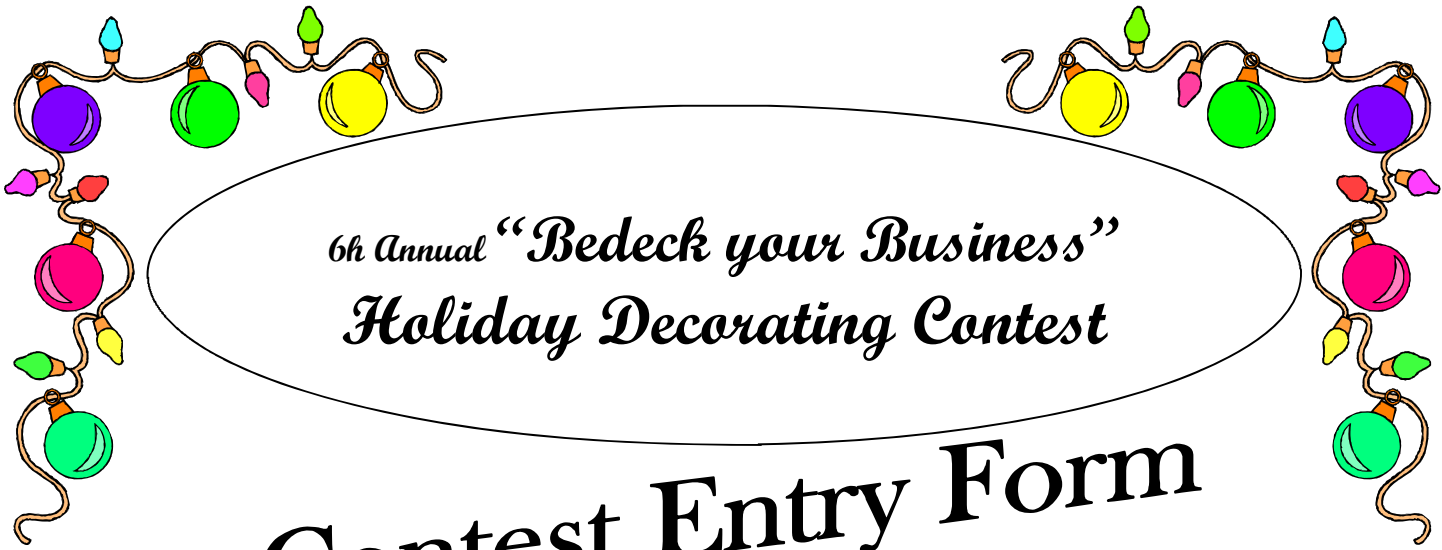 6h Annual “Bedeck your Business”
Holiday Decorating Contest
Contest Entry Form